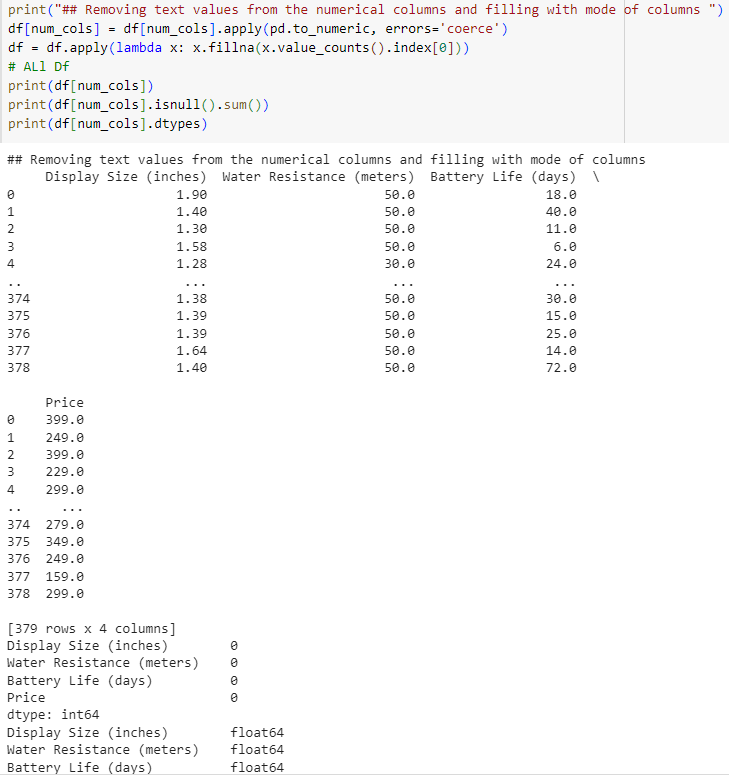 print("## Removing text values from the numerical columns and filling with mode of columns ")
df[num_cols] = df[num_cols].apply(pd.to_numeric, errors='coerce')
df = df.apply(lambda x: x.fillna(x.value_counts().index[0]))
# ALl Df
print(df[num_cols])
print(df[num_cols].isnull().sum())
print(df[num_cols].dtypes)
## Removing text values from the numerical columns and filling with mode of columns
     Display Size (inches)  Water Resistance (meters)  Battery Life (days)  \
0                     1.90                       50.0                 18.0
1                     1.40                       50.0                 40.0
2                     1.30                       50.0                 11.0
3                     1.58                       50.0                  6.0
4                     1.28                       30.0                 24.0
..                     ...                        ...                  ...
374                   1.38                       50.0                 30.0
375                   1.39                       50.0                 15.0
376                   1.39                       50.0                 25.0
377                   1.64                       50.0                 14.0
378                   1.40                       50.0                 72.0
     Price
0    399.0
1    249.0
2    399.0
3    229.0
4    299.0
..     ...
374  279.0
375  349.0
376  249.0
377  159.0
378  299.0
[379 rows x 4 columns]
Display Size (inches)        0
Water Resistance (meters)    0
Battery Life (days)          0
Price                        0
dtype: int64
Display Size (inches)        float64
Water Resistance (meters)    float64
Battery Life (days)          float64